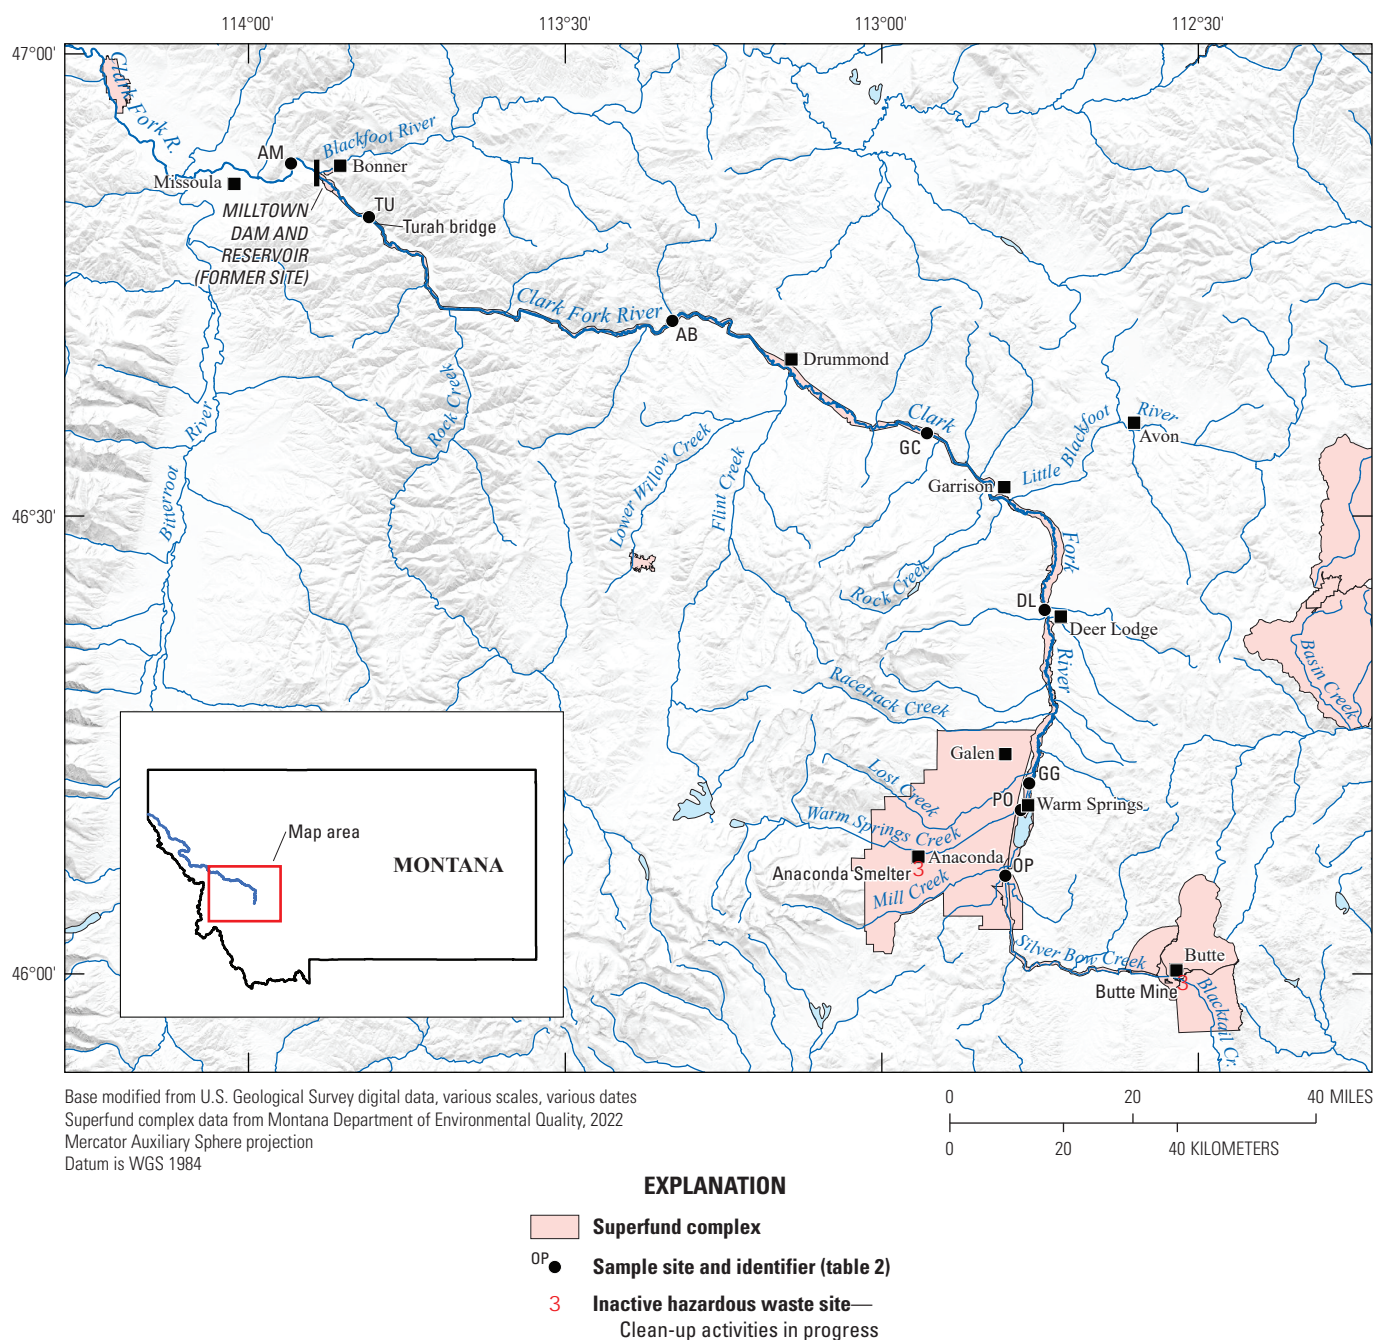 114°00'
113°30'
113°00'
112°30'
47°00'
46°30'
46°00'
Clark Fork R.
Missoula
AM
Blackfoot River
Bonner
MILLTOWN
DAM AND
RESERVOIR
(FORMER SITE)
TU
Turah bridge
Clark Fork River
AB
Drummond
Clark
GC
Garrison
Little Blackfoot
River
Avon
Bitterroot
River
Rock Creek
Lower Willow Creek
Flint Creek
Rock Creek
Fork
DL
Deer Lodge
River
Basin Creek
Racetrack Creek
Galen
GG
Lost Creek
PO
Warm Springs
Warm Springs Creek
Anaconda
Anaconda Smelter
3
OP
Mill Creek
Silver Bow Creek
Butte
Butte Mine
3
Blacktail Cr.
Map area
MONTANA
Base modified from U.S. Geological Survey digital data, various scales, various dates
Superfund complex data from Montana Department of Environmental Quality, 2022
Mercator Auxiliary Sphere projection
Datum is WGS 1984
0 20 40 MILES
0 20 40 KILOMETERS
EXPLANATION
Superfund complex
OP Sample site and identifier (table 2)
3 Inactive hazardous waste site—
Clean-up activities in progress